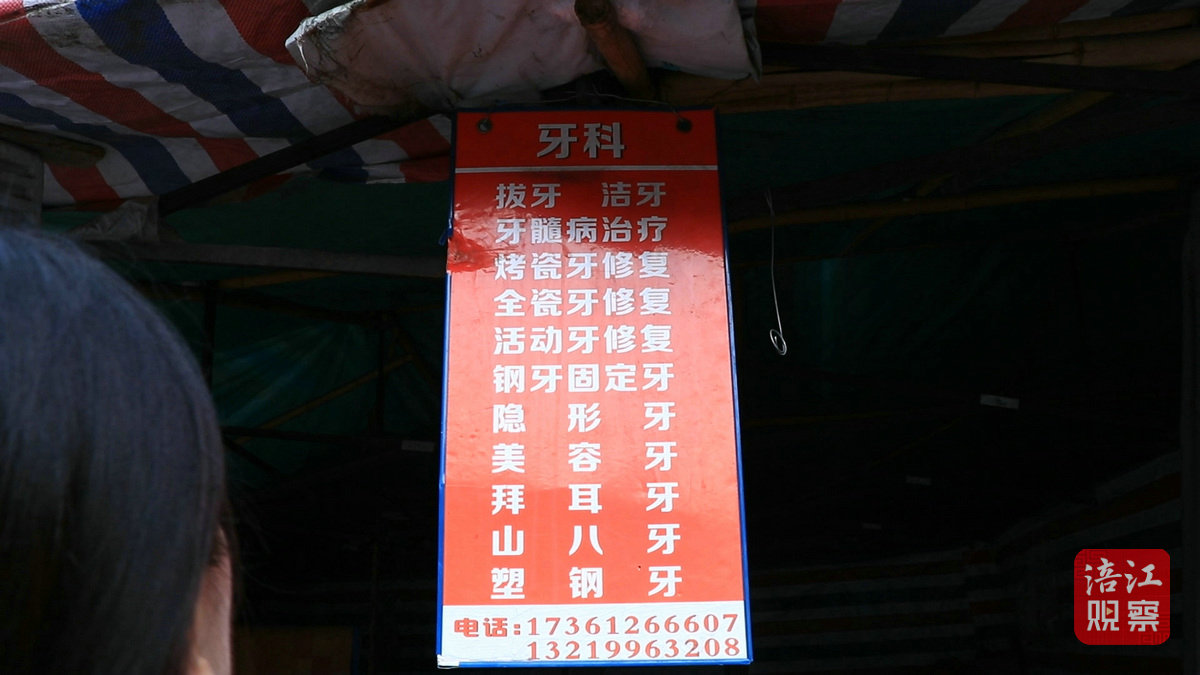 牙科
拔牙 洁牙
牙髓病治疗
烤瓷牙修复
全瓷牙修复
活动牙修复
钢牙固定牙
隐形牙
美容牙
拜耳牙
山八牙
塑钢牙
电话:17361266607
13219963208
涪江
观察